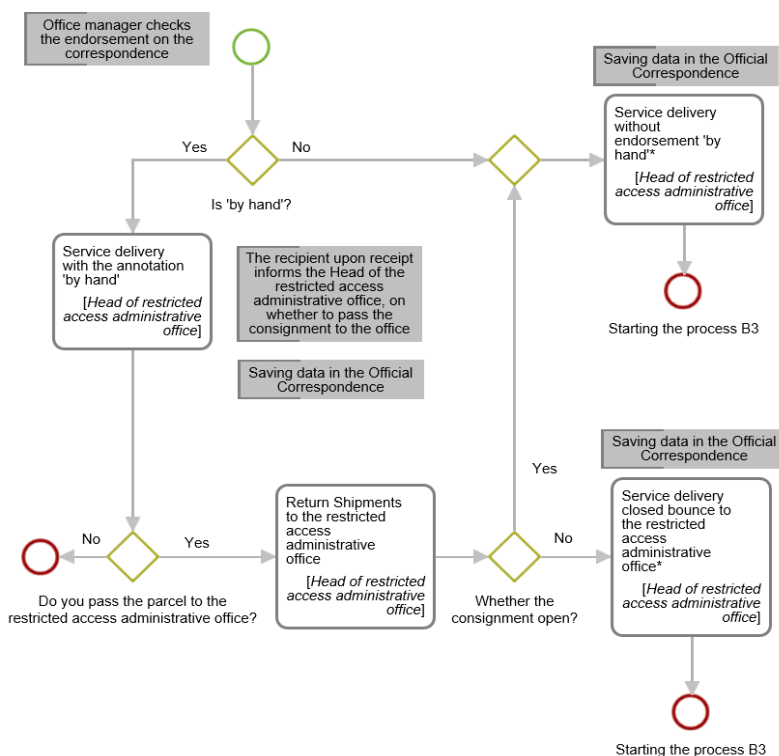 Office manager checks
the endorsement on the
correspondence
Saving data in the Official
Correspondence
Service delivery
without
endorsement 'by
hand'*
[Head of restricted
access administrative
office]
Yes
No
Is 'by hand'?
Service delivery
with the annotation
'by hand'
[Head of restricted
access administrative
office]
The recipient upon receipt
informs the Head of the
restricted access
administrative office, on
whether to pass the
consignment to the office
Starting the process B3
Saving data in the Official
Correspondence
Saving data in the Official
Correspondence
Yes
Return Shipments
to the restricted
access
administrative
office
[Head of restricted
access administrative
office]
Service delivery
closed bounce to
the restricted
access
administrative
office*
[Head of restricted
access administrative
office]
No
Yes
No
Do you pass the parcel to the
restricted access administrative office?
Whether the
consignment open?
Starting the process B3